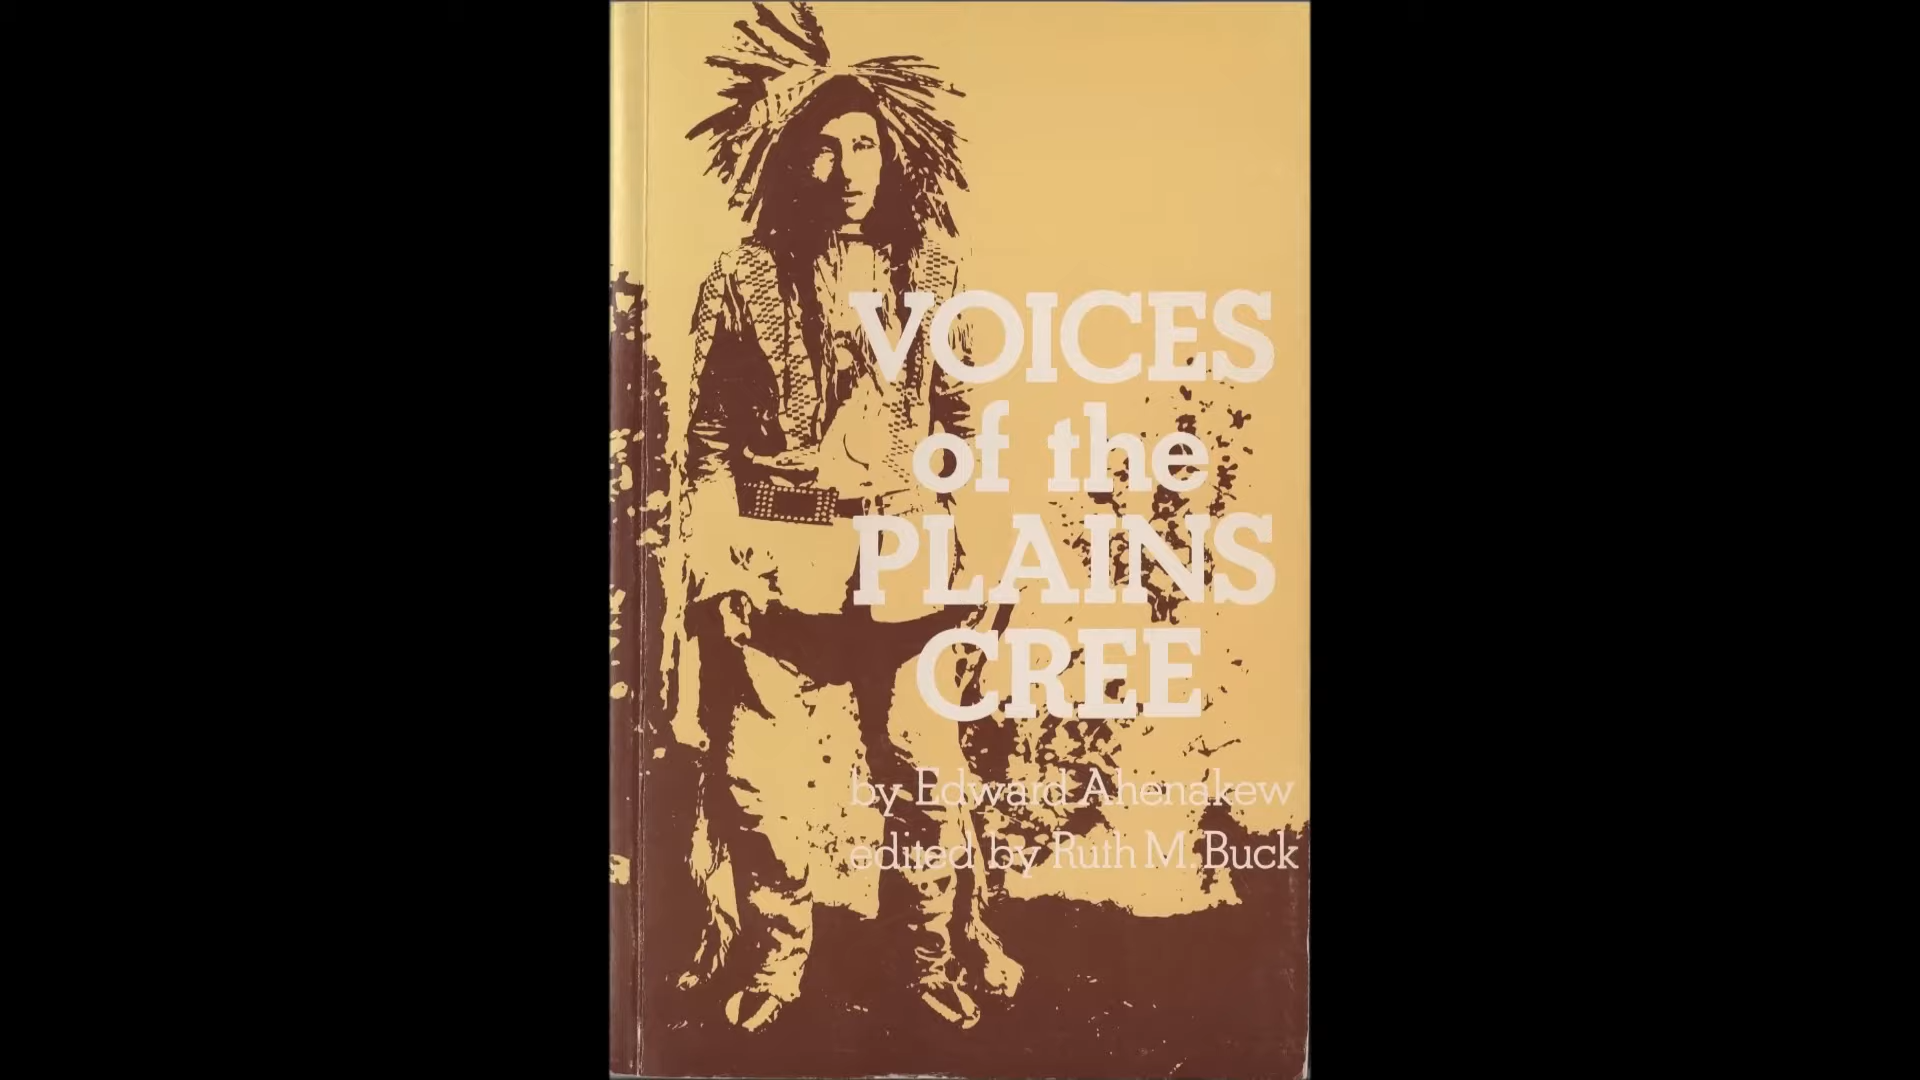 VOICES
of the
PLAINS
CREE
by Edward Ahenakew
edited by Ruth M. Buck